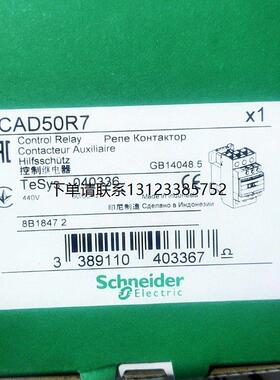 CAD50R7
x1
Control Relay
Реле Контактор
Contacteur Auxiliaire
Hilfsschütz
控制继电器
GB14048.5
TeSys 040336
下单请联系13123385752
440V
印尼制造 Сделано в Индонезии
8B1847 2
3 389110 403367
Schneider
Electric